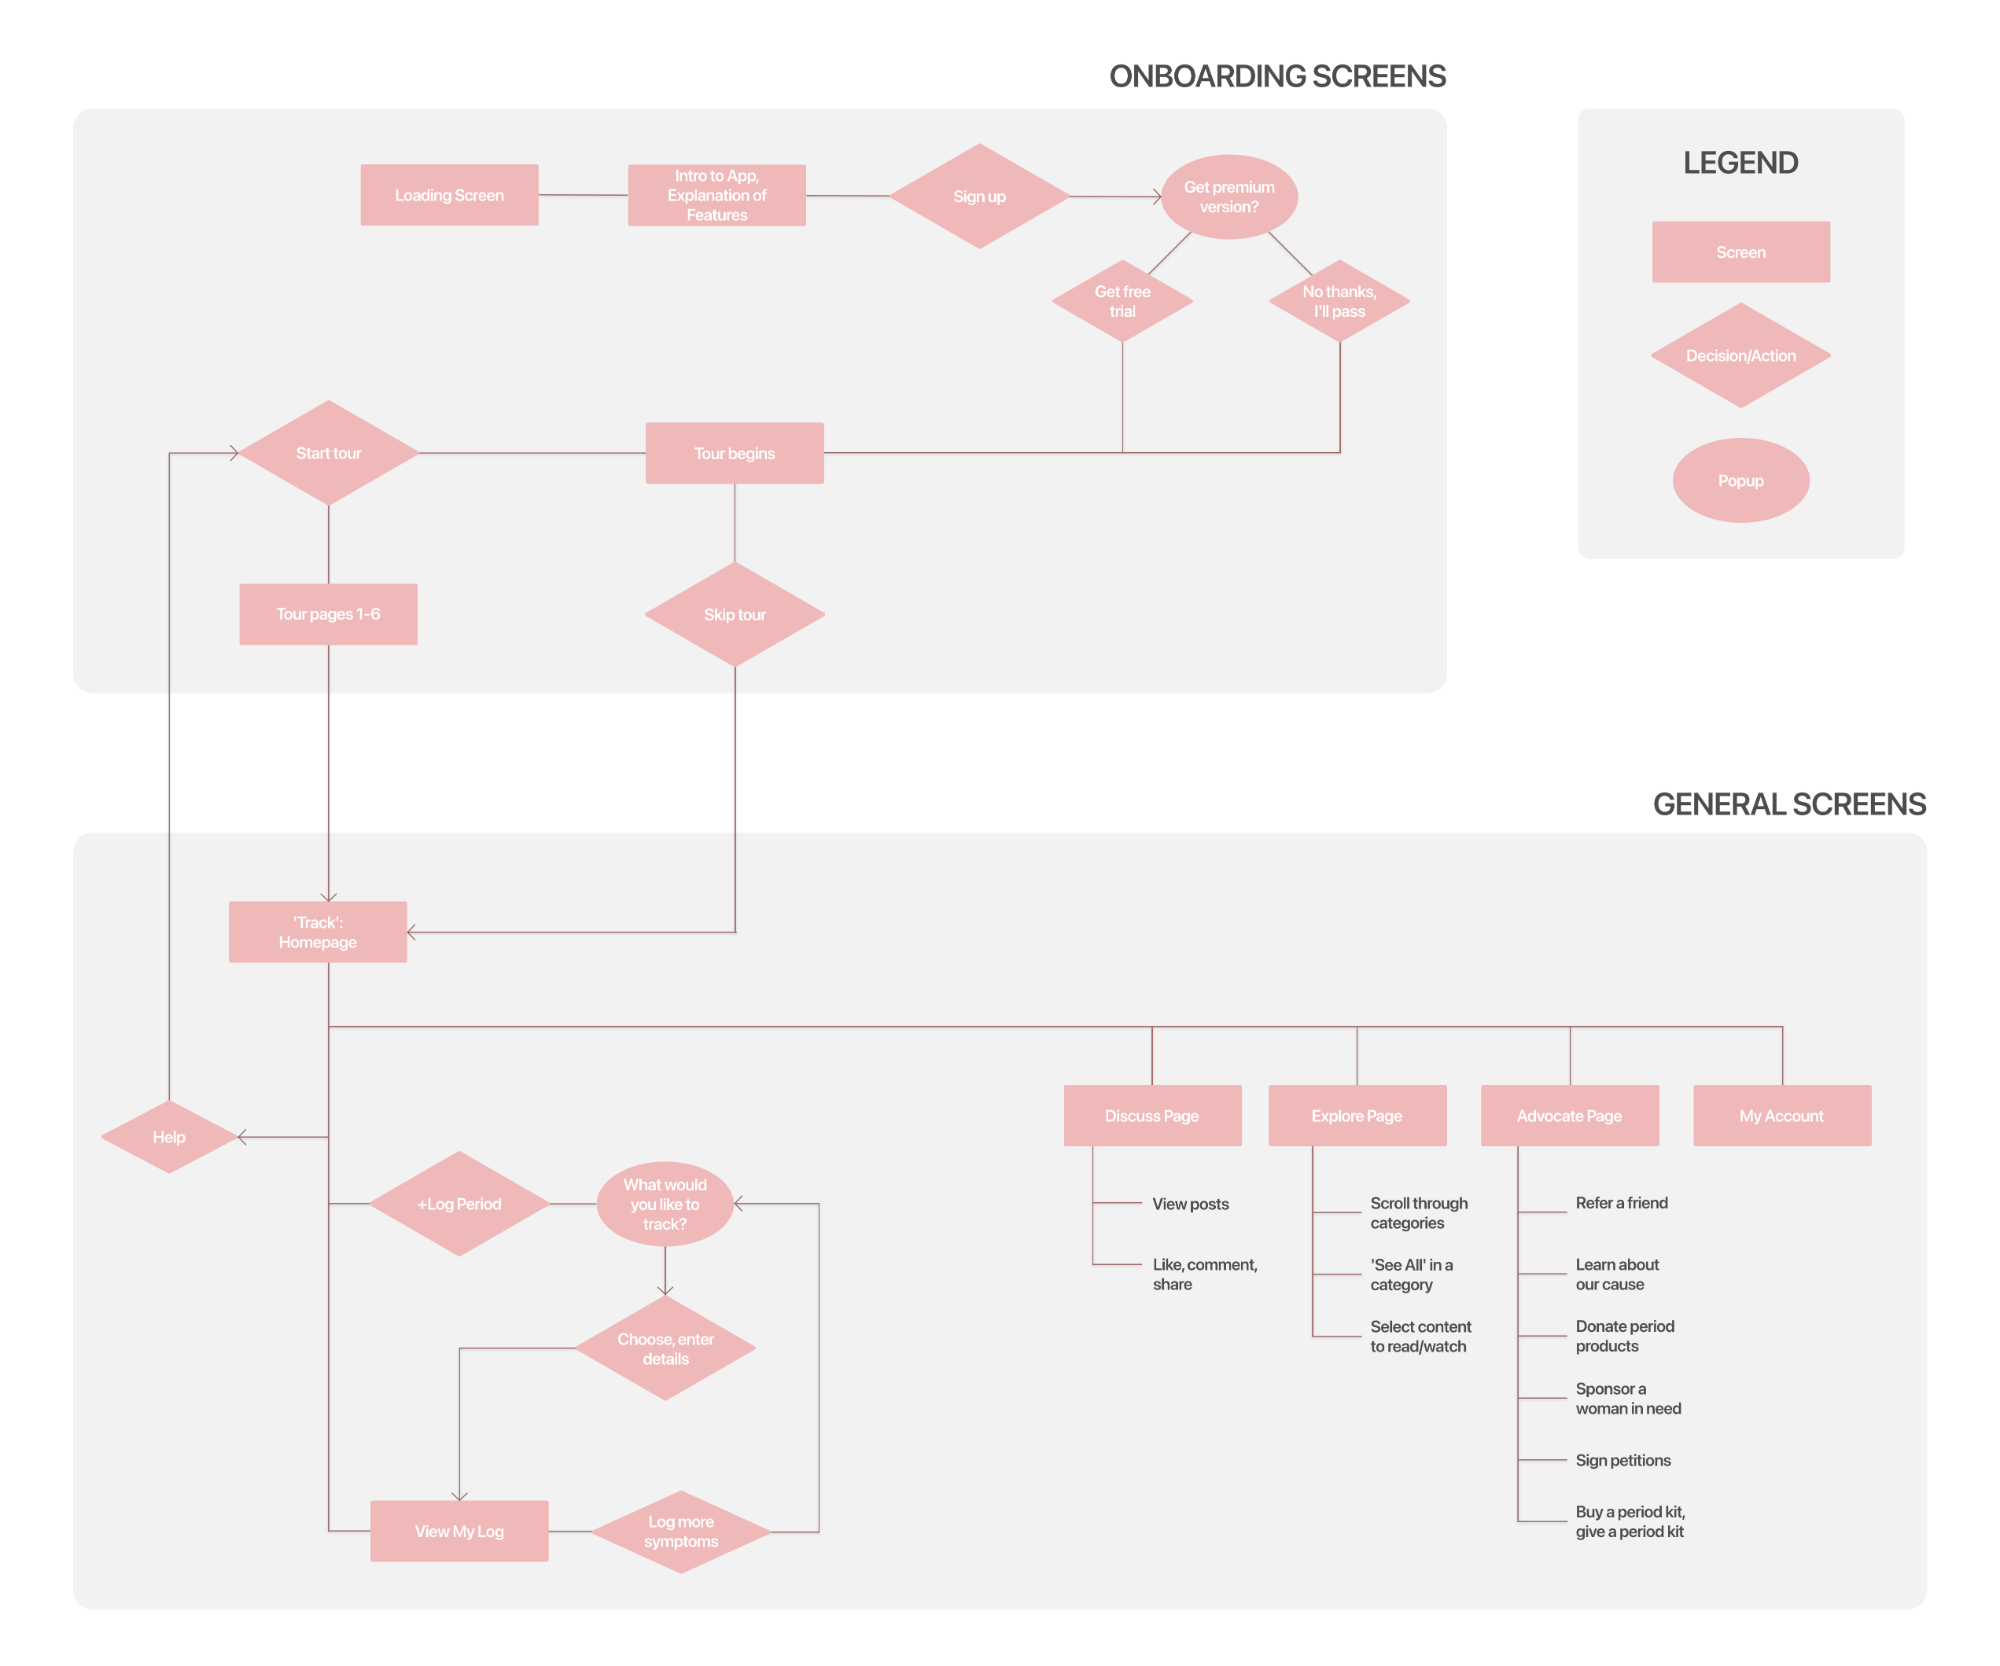 ONBOARDING SCREENS
Loading Screen
Intro to App,
Explanation of
Features
Sign up
Get premium
version?
Get free
trial
No thanks,
I'll pass
Start tour
Tour begins
Tour pages 1-6
Skip tour
LEGEND
Screen
Decision/Action
Popup
GENERAL SCREENS
'Track':
Homepage
Help
+Log Period
What would
you like to
track?
Choose, enter
details
View My Log
Log more
symptoms
Discuss Page
View posts
Like, comment,
share
Explore Page
Scroll through
categories
'See All' in a
category
Select content
to read/watch
Advocate Page
Refer a friend
Learn about
our cause
Donate period
products
Sponsor a
woman in need
Sign petitions
Buy a period kit,
give a period kit
My Account